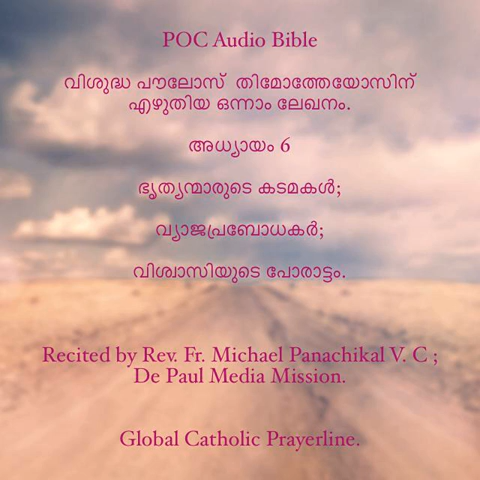 POC Audio Bible
വിശുദ്ധ പൗലോസ് തിമോത്തേയോസിന്
എഴുതിയ ഒന്നാം ലേഖനം.
അധ്യായം 6
ഭൃത്യന്മാരുടെ കടമകൾ;
വ്യാജപ്രബോധകർ;
വിശ്വാസിയുടെ പോരാട്ടം.
Recited by Rev. Fr. Michael Panachikal V. C ;
De Paul Media Mission.
Global Catholic Prayerline.